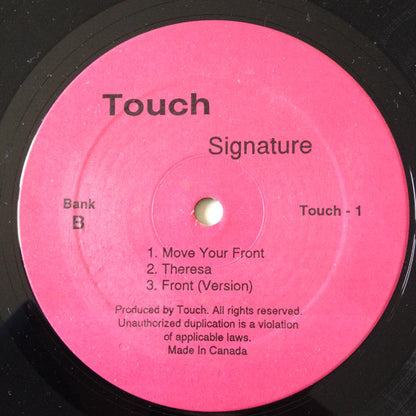 Touch
Signature
Bank
B
Touch - 1
1. Move Your Front
2. Theresa
3. Front (Version)
Produced by Touch. All rights reserved.
Unauthorized duplication is a violation
of applicable laws.
Made In Canada